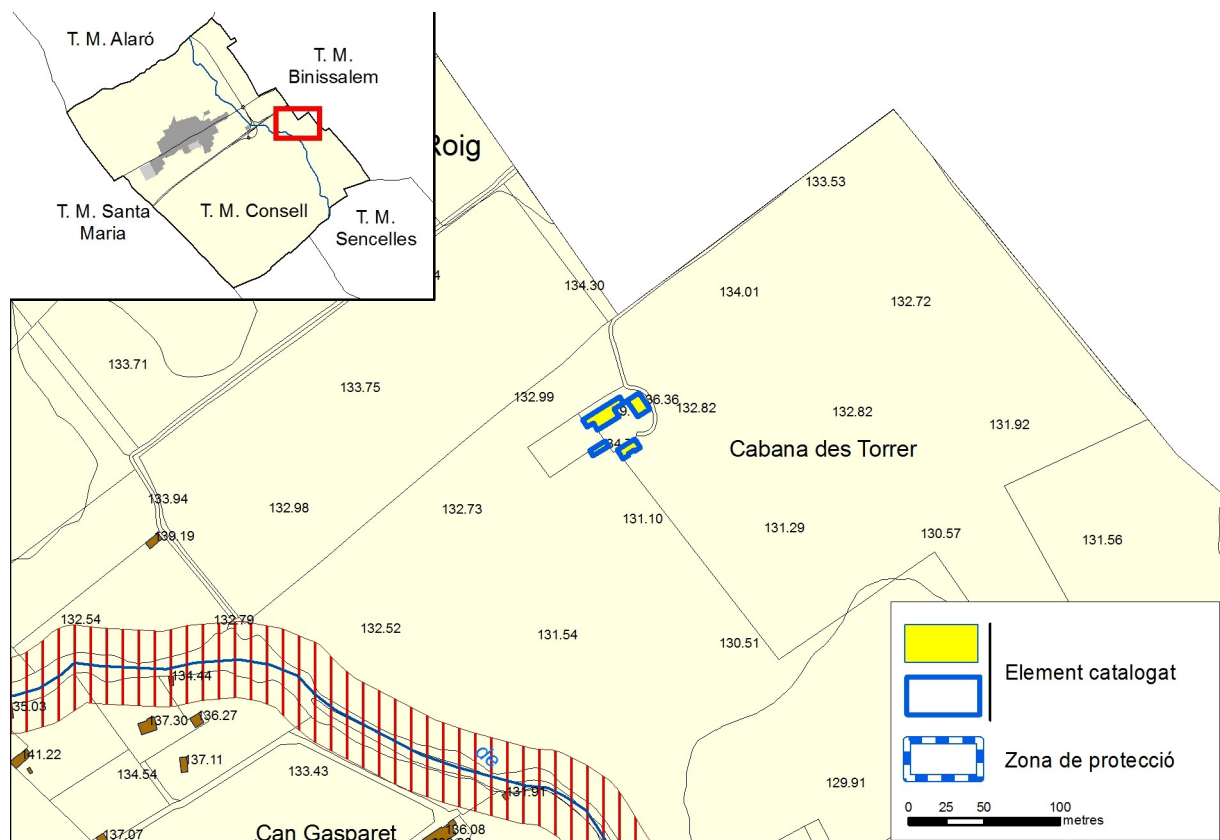 T. M. Alaró
T. M.
Binissalem
T. M. Santa
Maria
T. M. Consell
T. M.
Sencelles
Roig
133.53
134.30
134.01
132.72
133.71
133.75
132.99
136.36
132.82
132.82
131.92
Cabana des Torrer
133.94
132.98
132.73
131.10
131.29
130.57
131.56
139.19
132.54
132.79
132.52
131.54
130.51
134.44
135.03
137.30
136.27
de
141.22
137.11
134.54
133.43
131.91
129.91
137.07
Can Gasparet
136.08
Element catalogat
Zona de protecció
0 25 50 100
metres